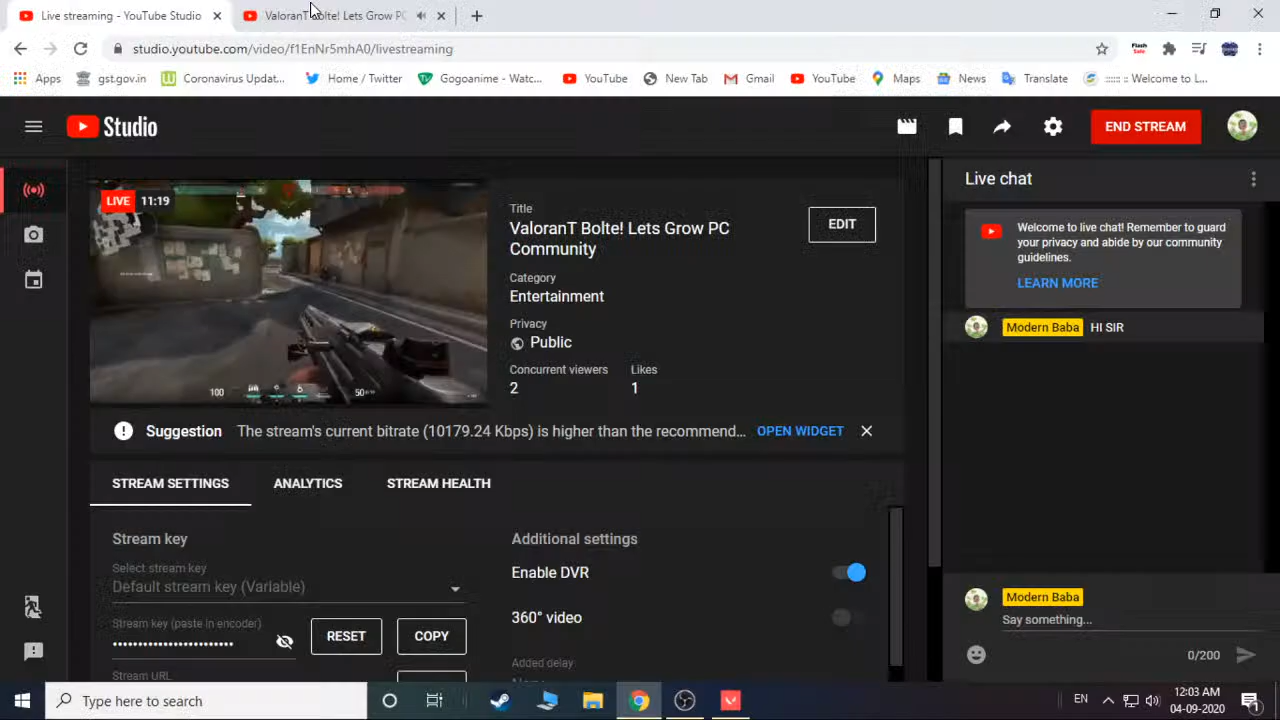 Live streaming - YouTube Studio
ValoranT Bolte! Lets Grow PC
studio.youtube.com/video/f1EnNr5mhA0/livestreaming
Flash
Apps
gst.gov.in
Coronavirus Updat...
Home / Twitter
Gogoanime - Watc...
YouTube
New Tab
Gmail
YouTube
Maps
News
Translate
:::::: Welcome to L...
Studio
END STREAM
LIVE 11:19
Title
ValoranT Bolte! Lets Grow PC
Community
EDIT
Category
Entertainment
Privacy
Public
Concurrent viewers
Likes
2
1
100
50
Suggestion The stream's current bitrate (10179.24 Kbps) is higher than the recommend...
OPEN WIDGET
STREAM SETTINGS
ANALYTICS
STREAM HEALTH
Stream key
Select stream key
Default stream key (Variable)
Stream key (paste in encoder)
••••••••••••••••••••••••
RESET
COPY
Stream URL
Additional settings
Enable DVR
360° video
Added delay
Live chat
Welcome to live chat! Remember to guard
your privacy and abide by our community
guidelines.
LEARN MORE
Modern Baba HI SIR
Modern Baba
Say something...
0/200
Type here to search
EN
12:03 AM
04-09-2020
1